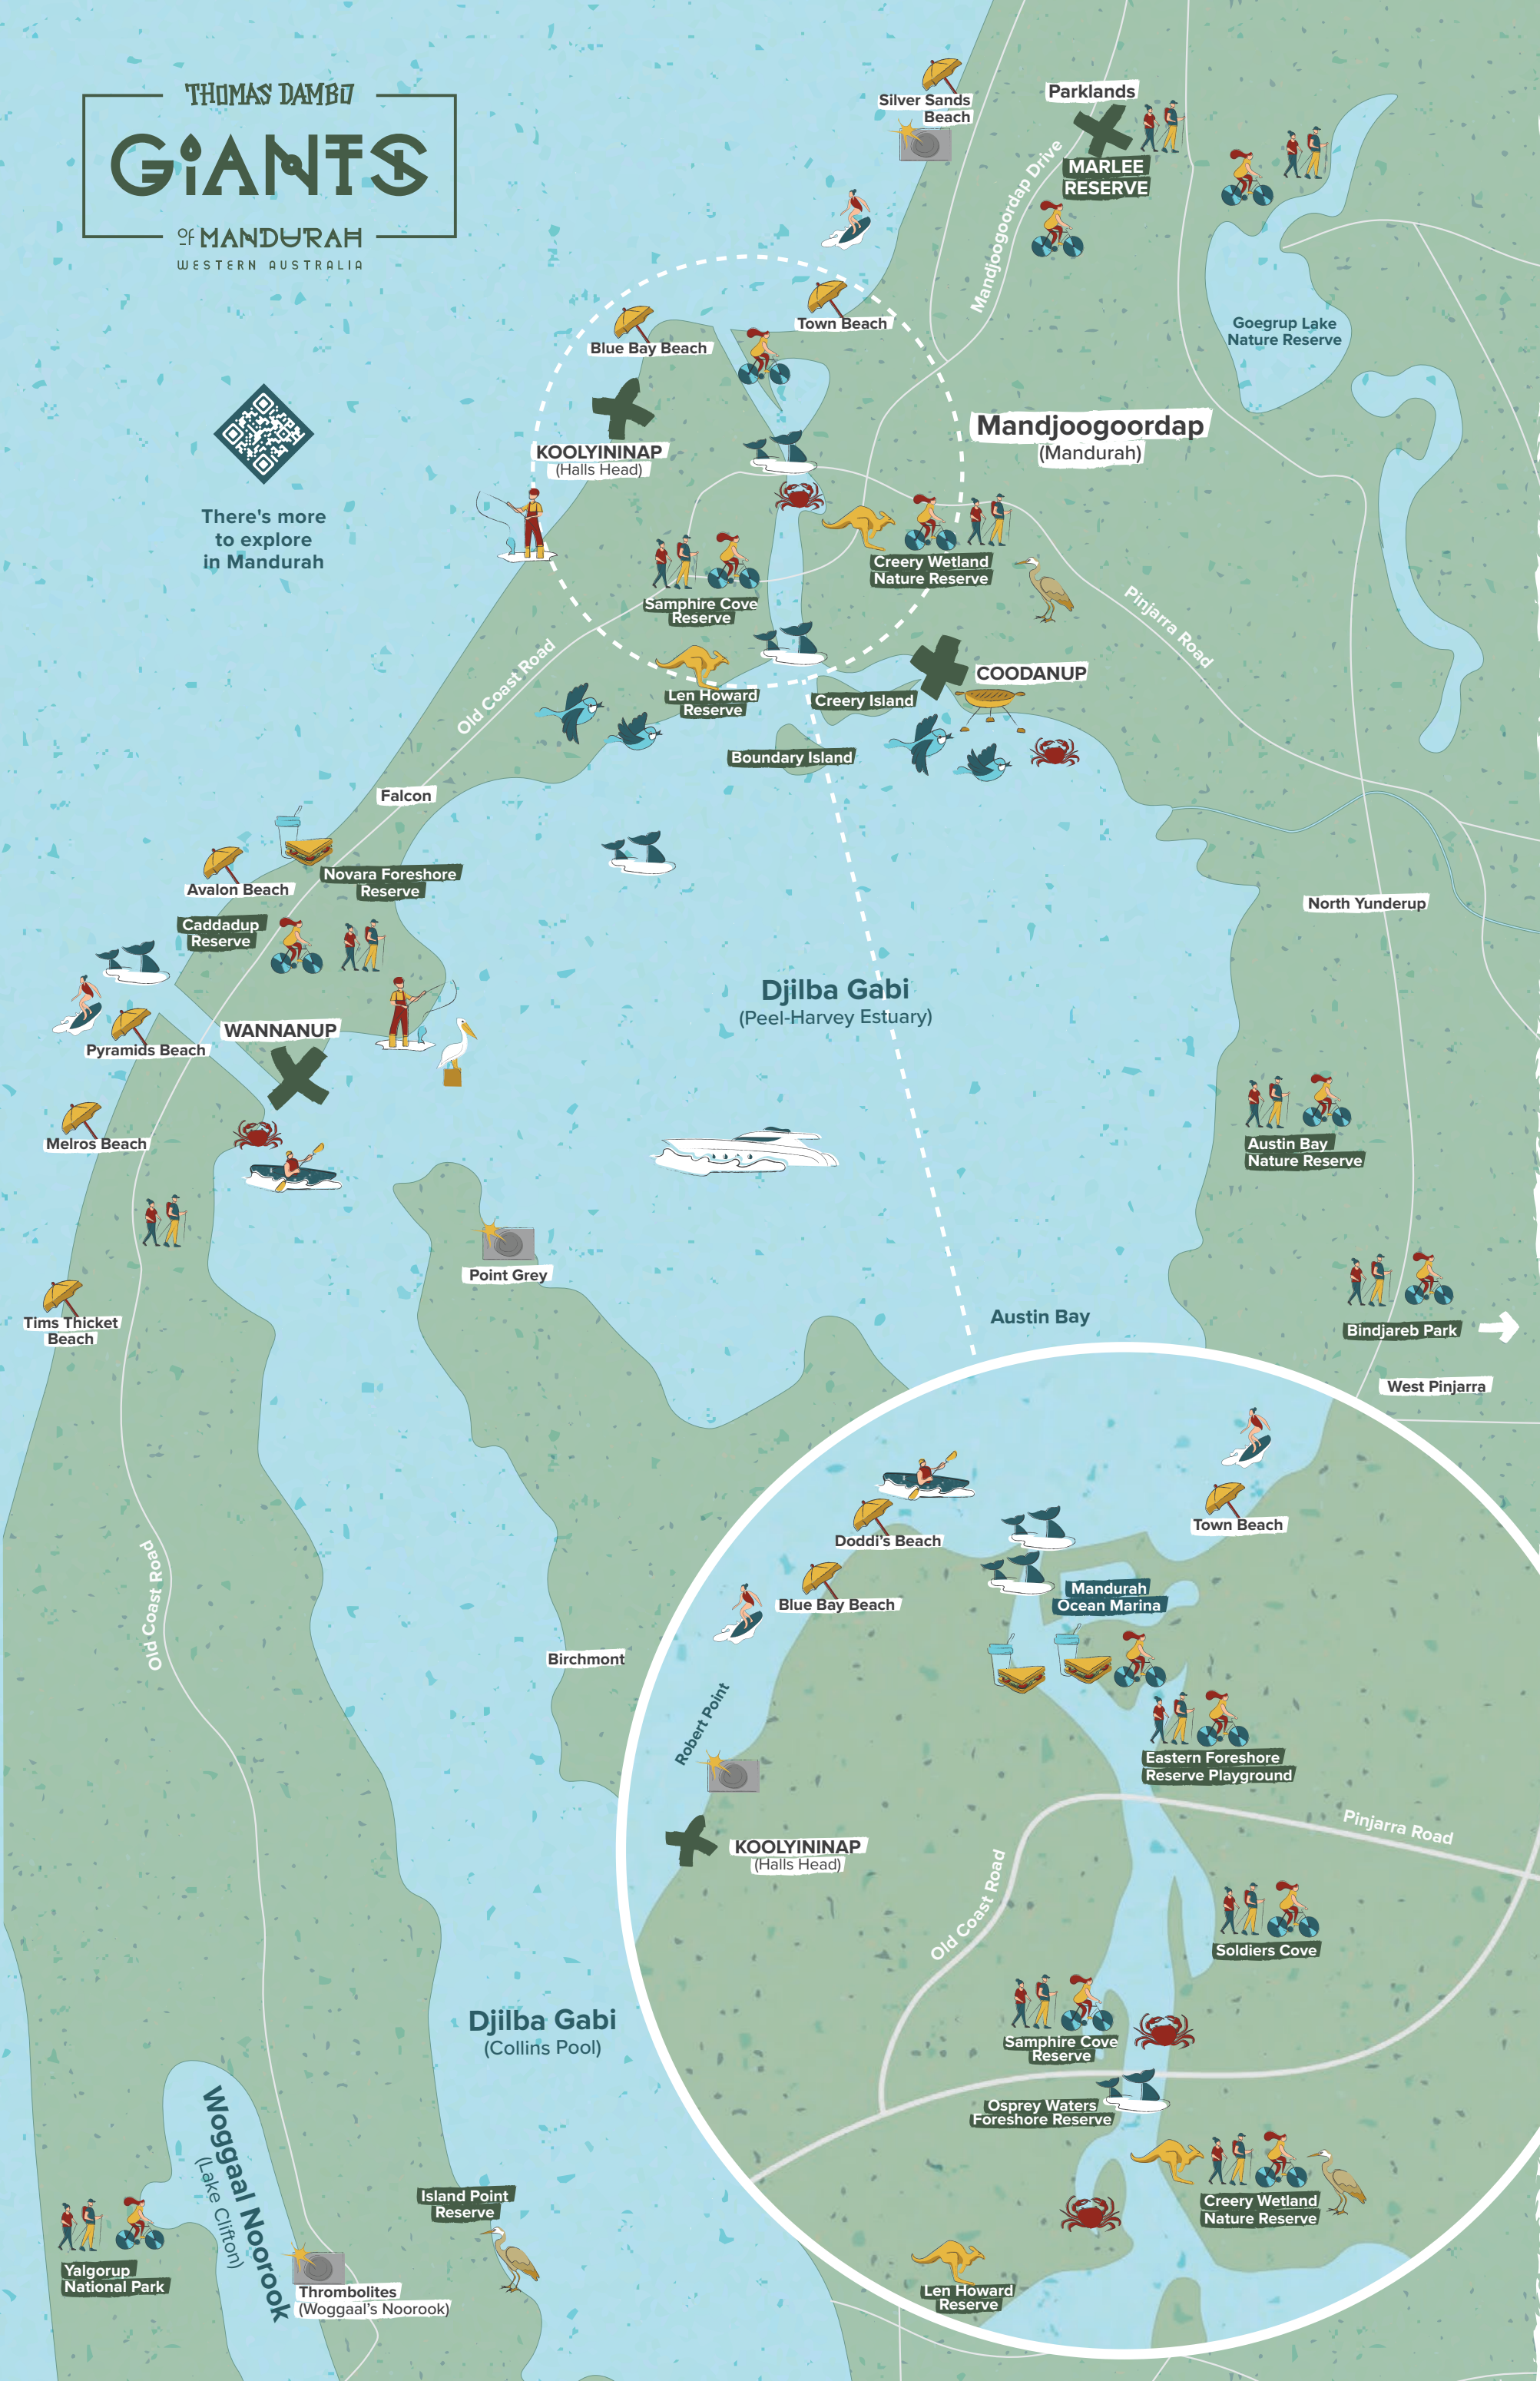 THOMAS DAMBO
GiANTS
OF MANDURAH
WESTERN AUSTRALIA
There's more
to explore
in Mandurah
Silver Sands
Beach
Parklands
MARLEE
RESERVE
Mandjoogoordap Drive
Goegrup Lake
Nature Reserve
Town Beach
Blue Bay Beach
Mandjoogoordap
(Mandurah)
KOOLYININAP
(Halls Head)
Creery Wetland
Nature Reserve
Samphire Cove
Reserve
Pinjarra Road
Old Coast Road
COODANUP
Len Howard
Reserve
Creery Island
Boundary Island
Falcon
Novara Foreshore
Reserve
Avalon Beach
Caddadup
Reserve
North Yunderup
Djilba Gabi
(Peel-Harvey Estuary)
WANNANUP
Pyramids Beach
Melros Beach
Austin Bay
Nature Reserve
Point Grey
Tims Thicket
Beach
Austin Bay
Bindjareb Park
West Pinjarra
Old Coast Road
Birchmont
Town Beach
Doddi's Beach
Blue Bay Beach
Mandurah
Ocean Marina
Robert Point
Eastern Foreshore
Reserve Playground
Pinjarra Road
KOOLYININAP
(Halls Head)
Old Coast Road
Soldiers Cove
Samphire Cove
Reserve
Osprey Waters
Foreshore Reserve
Creery Wetland
Nature Reserve
Len Howard
Reserve
Djilba Gabi
(Collins Pool)
Woggaal Noorook
(Lake Clifton)
Island Point
Reserve
Yalgorup
National Park
Thrombolites
(Woggaal's Noorook)